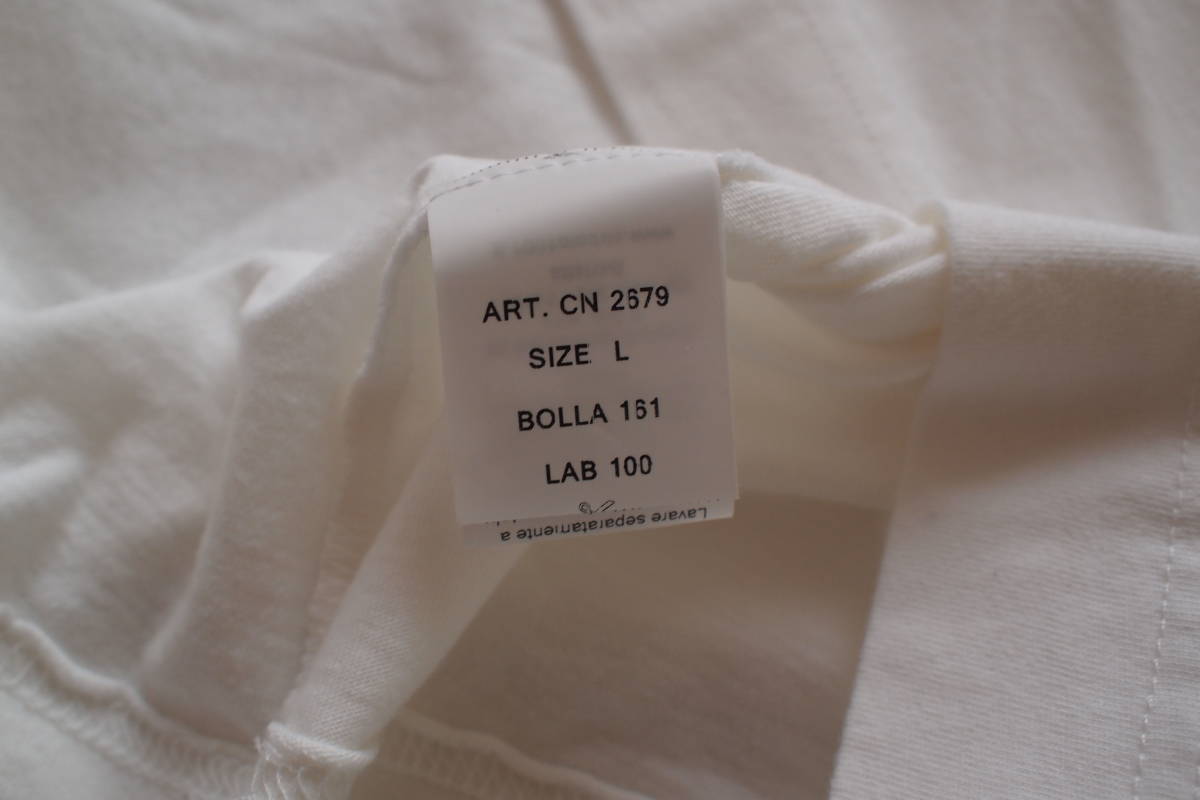 ART. CN 2679
SIZE L
BOLLA 161
LAB 100
Lavare separatamente a